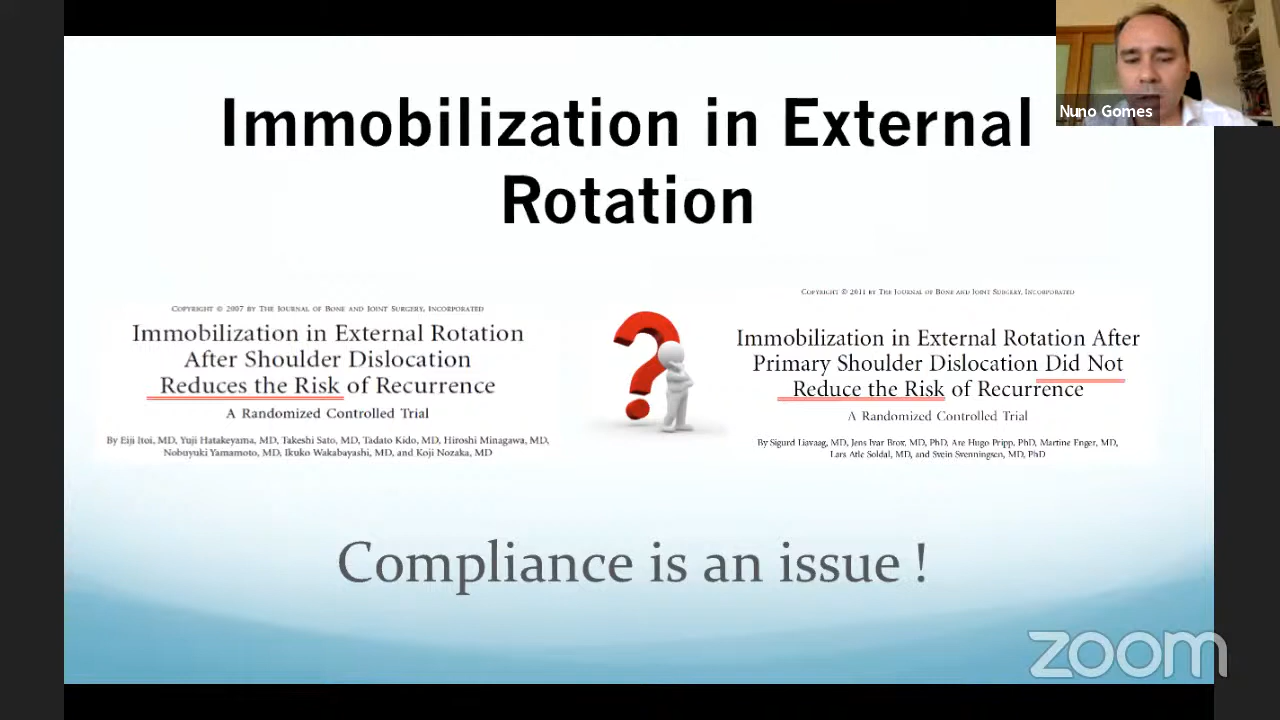 Nuno Gomes
Immobilization in External
Rotation
COPYRIGHT © 2007 BY THE JOURNAL OF BONE AND JOINT SURGERY, INCORPORATED
Immobilization in External Rotation
After Shoulder Dislocation
Reduces the Risk of Recurrence
A Randomized Controlled Trial
By Eiji Itoi, MD, Yuji Hatakeyama, MD, Takeshi Sato, MD, Tadato Kido, MD, Hiroshi Minagawa, MD,
Nobuyuki Yamamoto, MD, Ikuko Wakabayashi, MD, and Koji Nozaka, MD
COPYRIGHT © 2011 BY THE JOURNAL OF BONE AND JOINT SURGERY, INCORPORATED
Immobilization in External Rotation After
Primary Shoulder Dislocation Did Not
Reduce the Risk of Recurrence
A Randomized Controlled Trial
By Sigurd Liavaag, MD, Jens Ivar Brox, MD, PhD, Are Hugo Pripp, PhD, Martine Enger, MD,
Lars Atle Soldal, MD, and Svein Svenningsen, MD, PhD
Compliance is an issue !
zoom